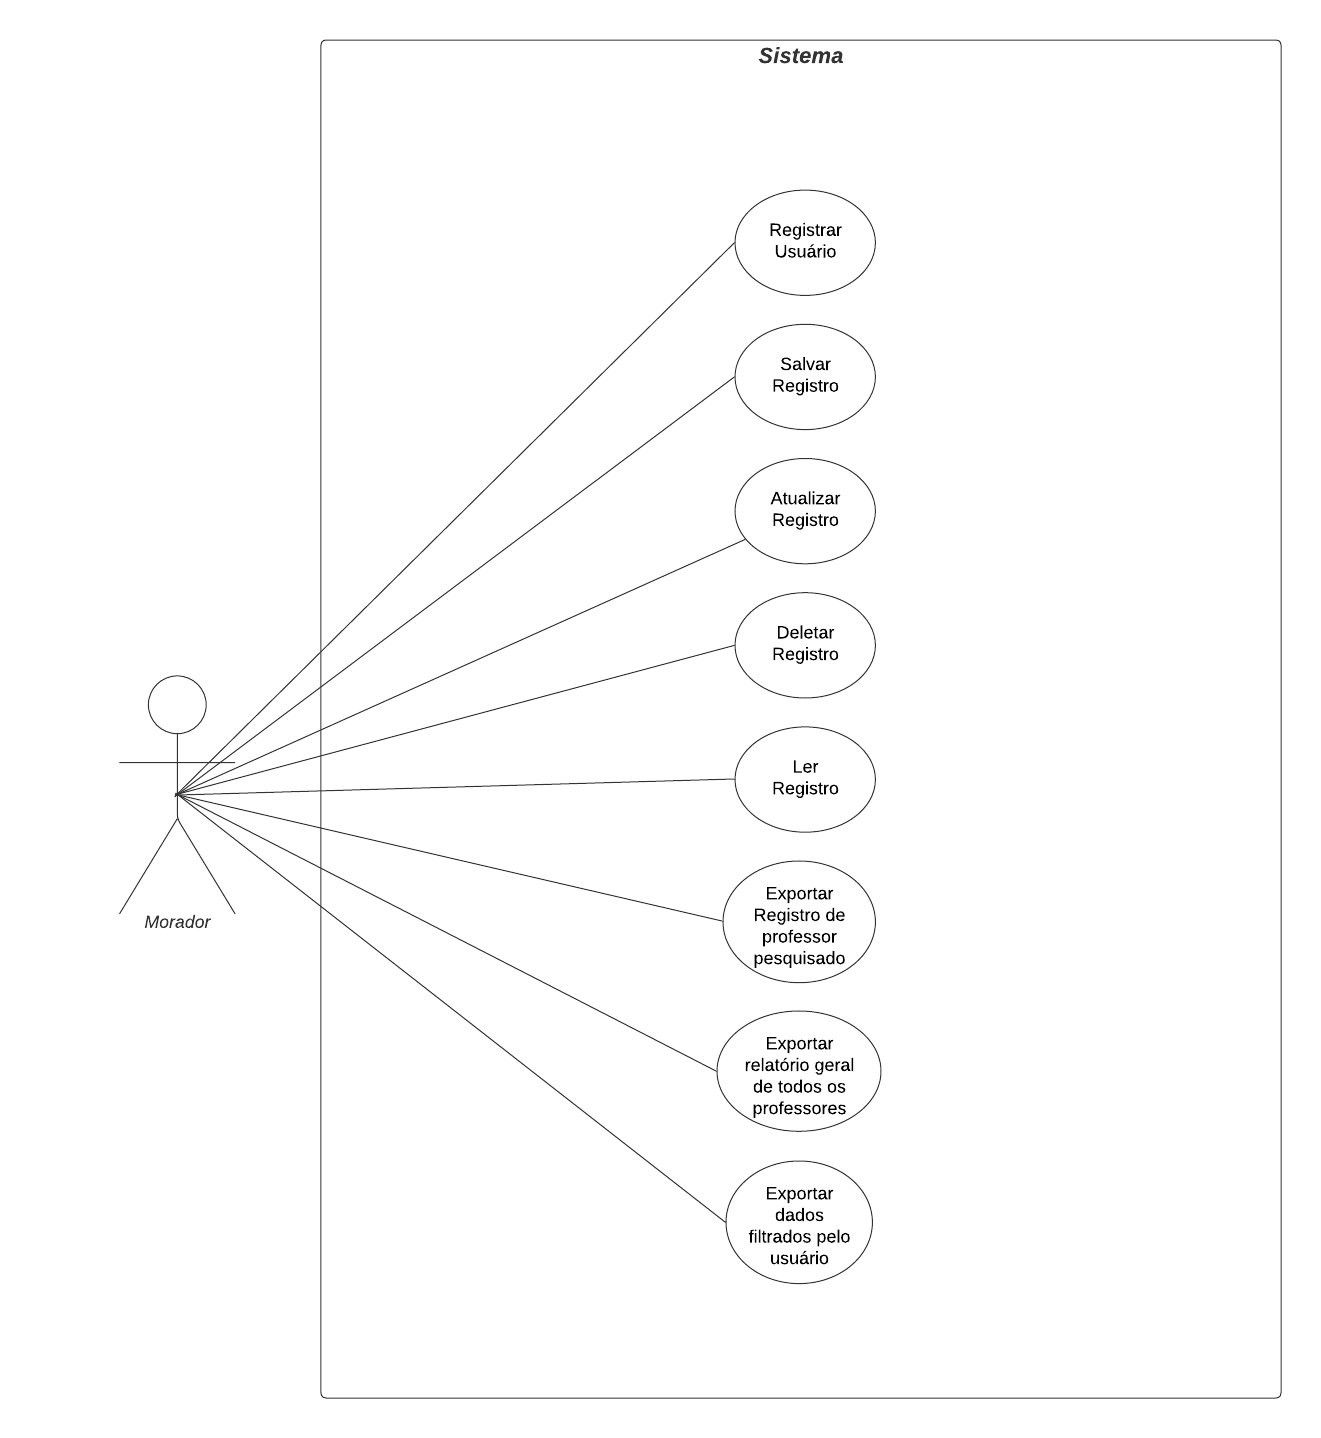 Sistema
Registrar
Usuário
Salvar
Registro
Atualizar
Registro
Deletar
Registro
Ler
Registro
Morador
Exportar
Registro de
professor
pesquisado
Exportar
relatório geral
de todos os
professores
Exportar
dados
filtrados pelo
usuário